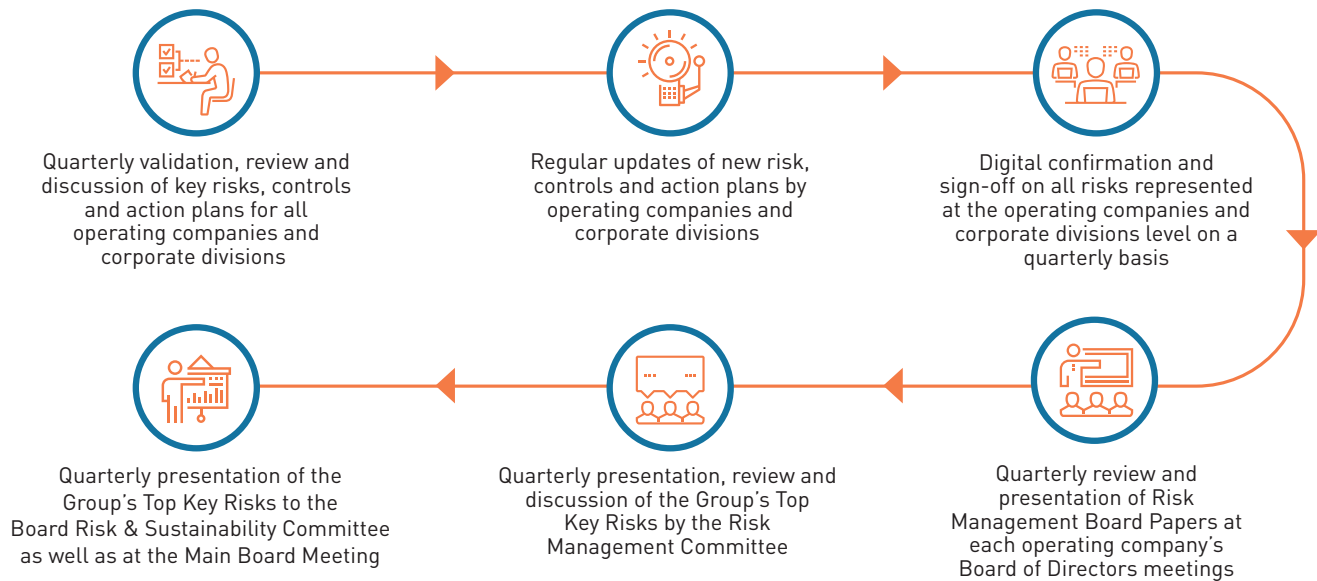 Quarterly validation, review and
discussion of key risks, controls
and action plans for all
operating companies and
corporate divisions
Regular updates of new risk,
controls and action plans by
operating companies and
corporate divisions
Digital confirmation and
sign-off on all risks represented
at the operating companies and
corporate divisions level on a
quarterly basis
Quarterly review and
presentation of Risk
Management Board Papers at
each operating company’s
Board of Directors meetings
Quarterly presentation, review and
discussion of the Group’s Top
Key Risks by the Risk
Management Committee
Quarterly presentation of the
Group’s Top Key Risks to the
Board Risk & Sustainability Committee
as well as at the Main Board Meeting